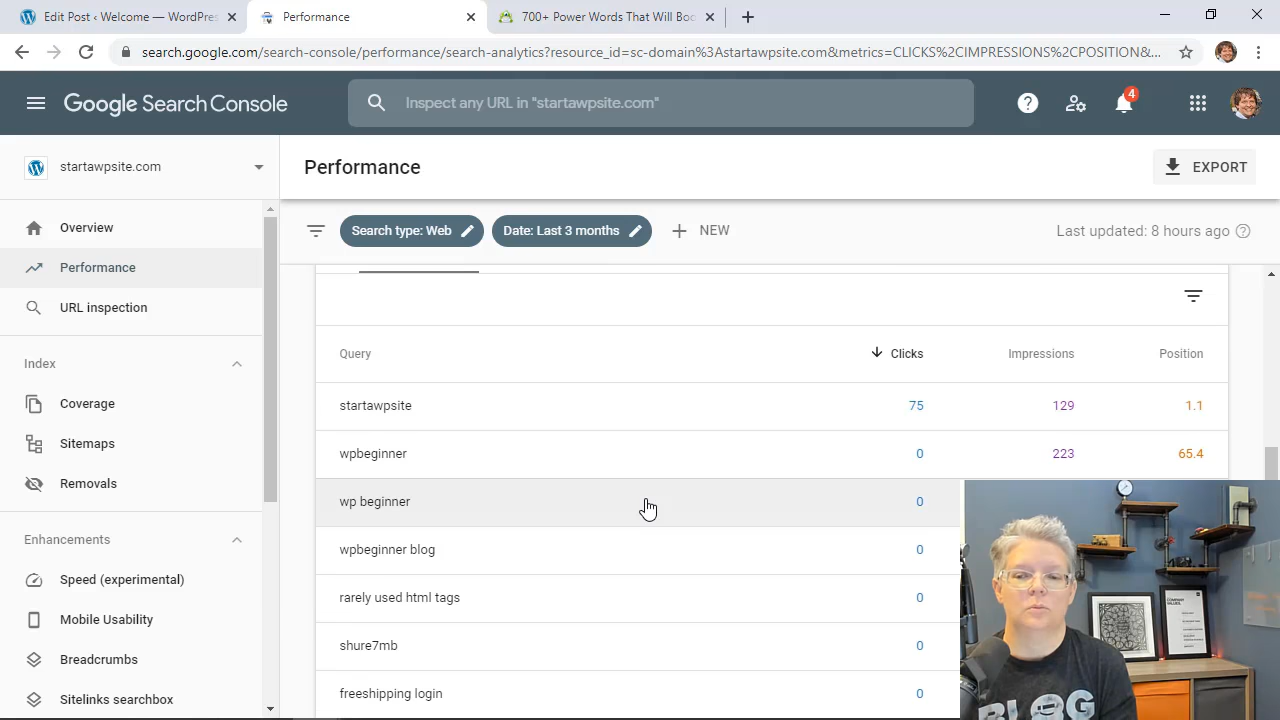 Edit Post ‹ Welcome — WordPres
Performance
700+ Power Words That Will Boo
search.google.com/search-console/performance/search-analytics?resource_id=sc-domain%3Astartawpsite.com&metrics=CLICKS%2CIMPRESSIONS%2CPOSITION&...
Google Search Console
Inspect any URL in "startawpsite.com"
4
startawpsite.com
Performance
EXPORT
Overview
Search type: Web
Date: Last 3 months
NEW
Last updated: 8 hours ago
Performance
URL inspection
Index
Query
Clicks
Impressions
Position
Coverage
startawpsite
75
129
1.1
Sitemaps
wpbeginner
0
223
65.4
Removals
wp beginner
0
Enhancements
wpbeginner blog
0
Speed (experimental)
rarely used html tags
0
Mobile Usability
shure7mb
0
Breadcrumbs
freeshipping login
0
Sitelinks searchbox
BLOG